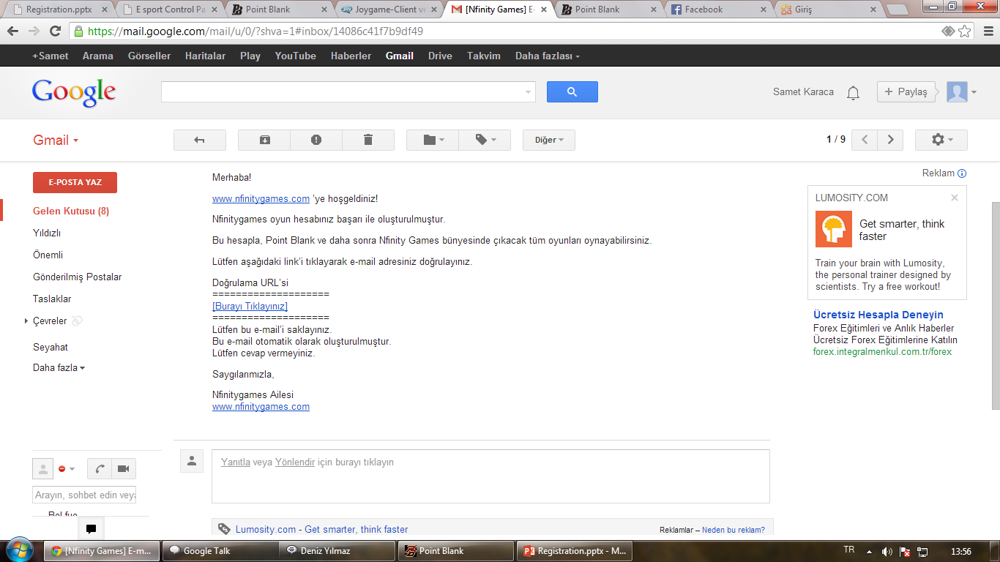 Registration.pptx
E sport Control Pa
Point Blank
Joygame-Client ve
[Nfinity Games] E-
Point Blank
Facebook
Giriş
https://mail.google.com/mail/u/0/?shva=1#inbox/14086c41f7b9df49
+Samet Arama Görseller Haritalar Play YouTube Haberler Gmail Drive Takvim Daha fazlası
Google
Samet Karaca
+ Paylaş
Gmail
Diğer
1 / 9
E-POSTA YAZ
Gelen Kutusu (8)
Yıldızlı
Önemli
Gönderilmiş Postalar
Taslaklar
Çevreler
Seyahat
Daha fazla
Merhaba!
www.nfinitygames.com 'ye hoşgeldiniz!
Nfinitygames oyun hesabınız başarı ile oluşturulmuştur.
Bu hesapla, Point Blank ve daha sonra Nfinity Games bünyesinde çıkacak tüm oyunları oynayabilirsiniz.
Lütfen aşağıdaki link'i tıklayarak e-mail adresiniz doğrulayınız.
Doğrulama URL'si
====================
[Burayı Tıklayınız]
====================
Lütfen bu e-mail'i saklayınız.
Bu e-mail otomatik olarak oluşturulmuştur.
Lütfen cevap vermeyiniz.
Saygılarımızla,
Nfinitygames Ailesi
www.nfinitygames.com
Reklam
LUMOSITY.COM
Get smarter, think
faster
Train your brain with Lumosity,
the personal trainer designed by
scientists. Try a free workout!
Ücretsiz Hesapla Deneyin
Forex Eğitimleri ve Anlık Haberler
Ücretsiz Forex Eğitimlerine Katılın
forex.integralmenkul.com.tr/forex
Yanıtla veya Yönlendir için burayı tıklayın
Arayın, sohbet edin veya
Lumosity.com - Get smarter, think faster
Reklamlar – Neden bu reklam?
[Nfinity Games] E-m...
Google Talk
Deniz Yılmaz
Point Blank
Registration.pptx - M...
TR
13:56